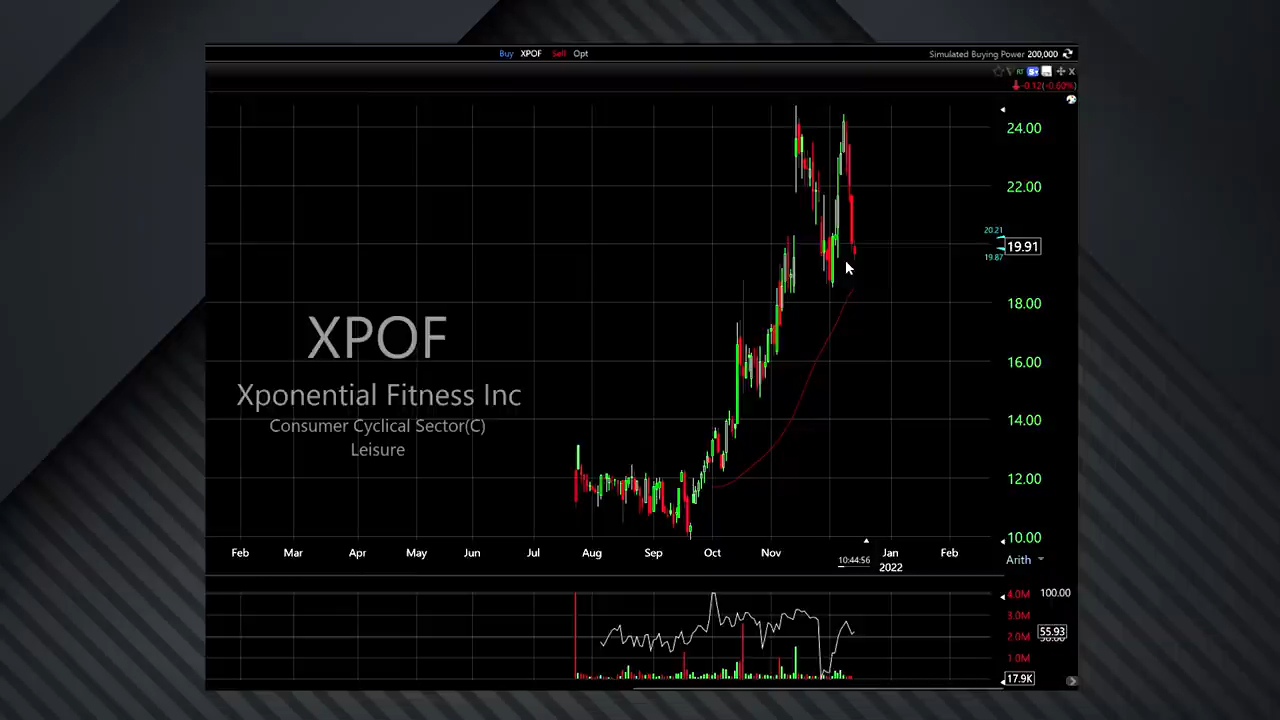 Buy XPOF Sell Opt
Simulated Buying Power 200,000
RT
-0.12(-0.60%)
24.00
22.00
20.21
19.91
19.87
18.00
XPOF
16.00
Xponential Fitness Inc
Consumer Cyclical Sector(C)
14.00
Leisure
12.00
10.00
Feb Mar Apr May Jun Jul Aug Sep Oct Nov Jan Feb
10:44:56
2022
Arith
4.0M 100.00
3.0M
2.0M 55.93
1.0M
17.9K